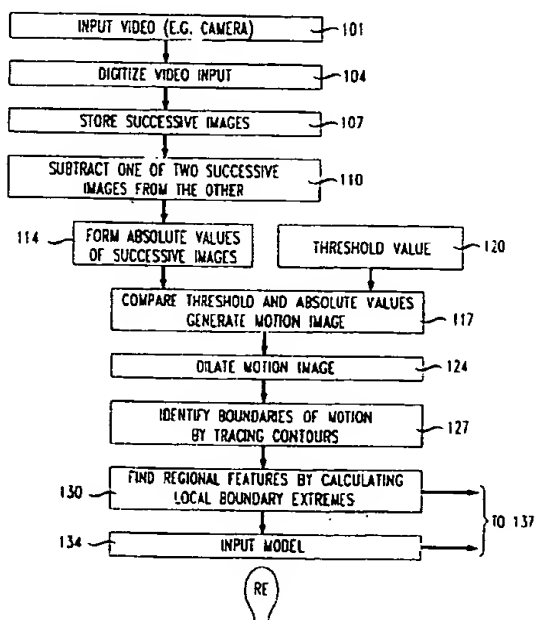 INPUT VIDEO (E.G. CAMERA)
101
DIGITIZE VIDEO INPUT
104
STORE SUCCESSIVE IMAGES
107
SUBTRACT ONE OF TWO SUCCESSIVE
IMAGES FROM THE OTHER
110
114
FORM ABSOLUTE VALUES
OF SUCCESSIVE IMAGES
THRESHOLD VALUE
120
COMPARE THRESHOLD AND ABSOLUTE VALUES
GENERATE MOTION IMAGE
117
DILATE MOTION IMAGE
124
IDENTIFY BOUNDARIES OF MOTION
BY TRACING CONTOURS
127
130
FIND REGIONAL FEATURES BY CALCULATING
LOCAL BOUNDARY EXTREMES
TO 137
134
INPUT MODEL
RE